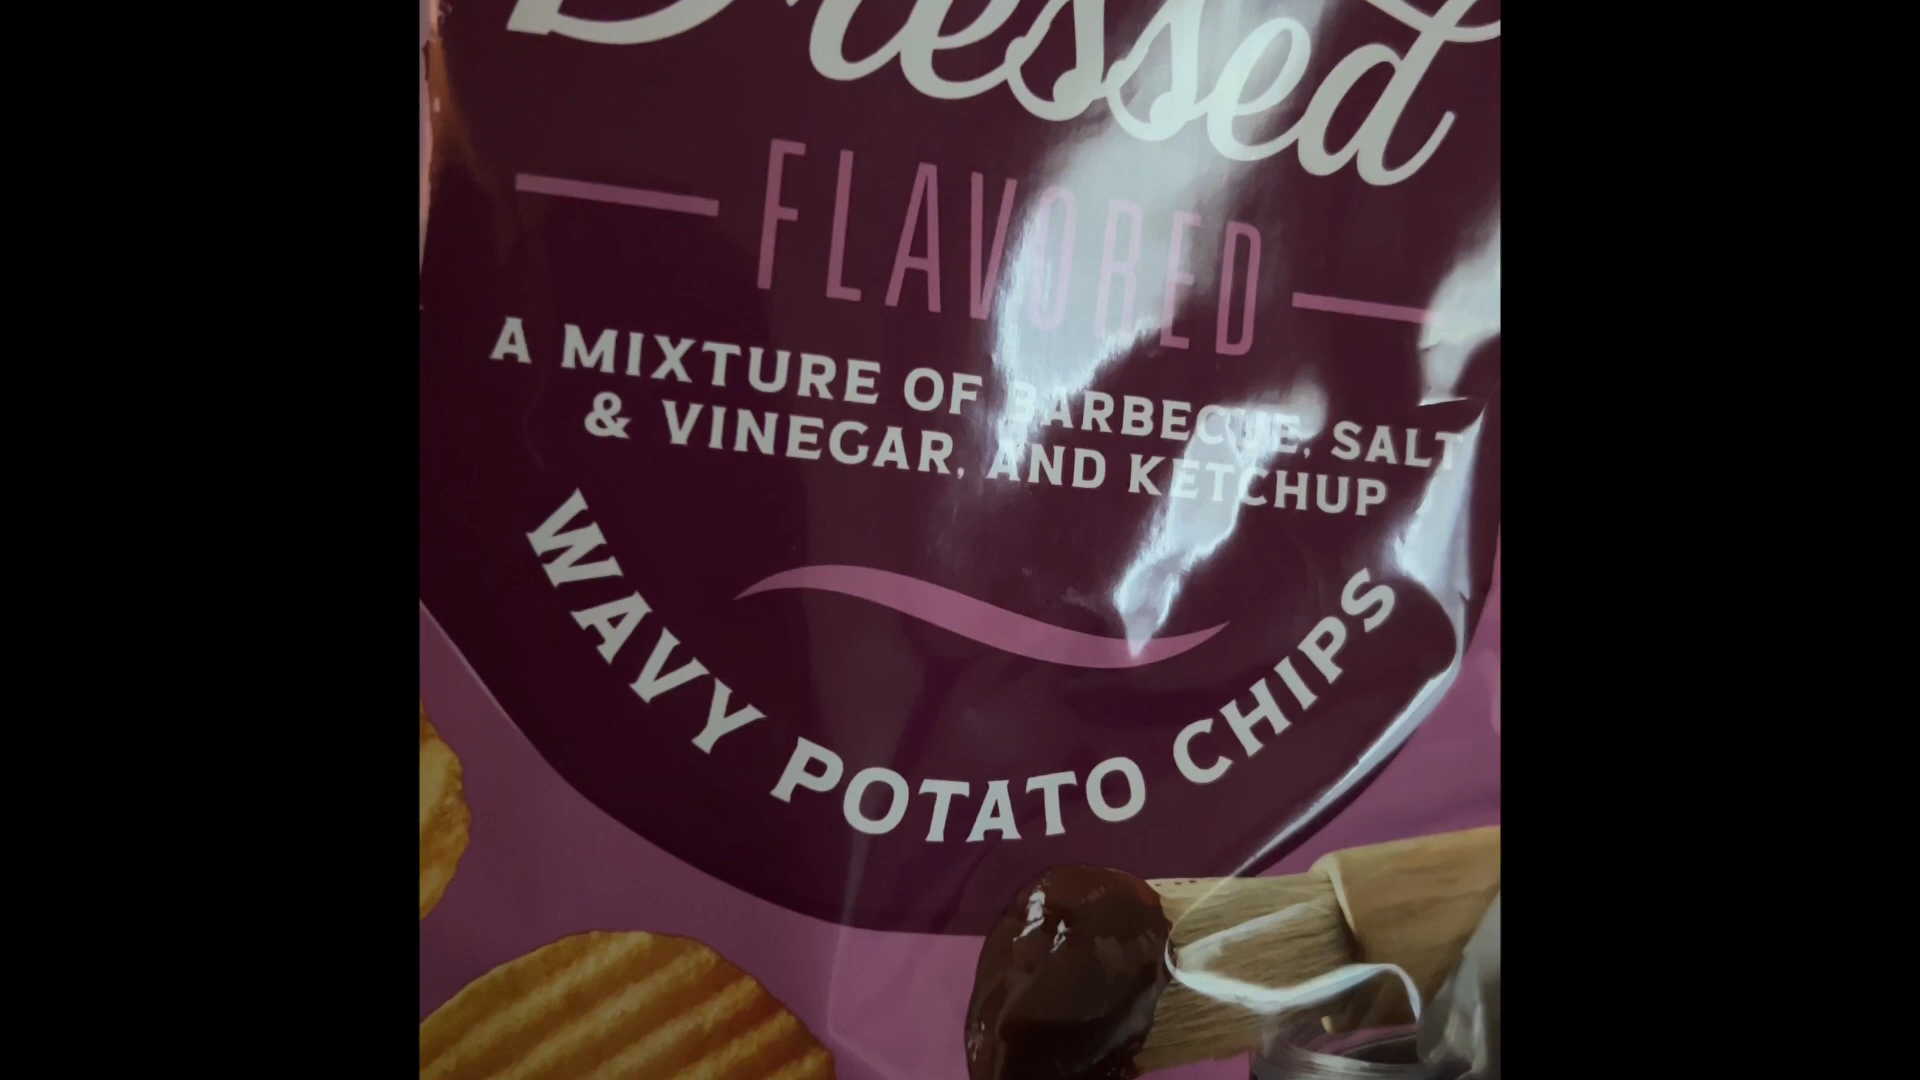 Dressed
FLAVORED
A MIXTURE OF BARBECUE, SALT
& VINEGAR, AND KETCHUP
WAVY POTATO CHIPS